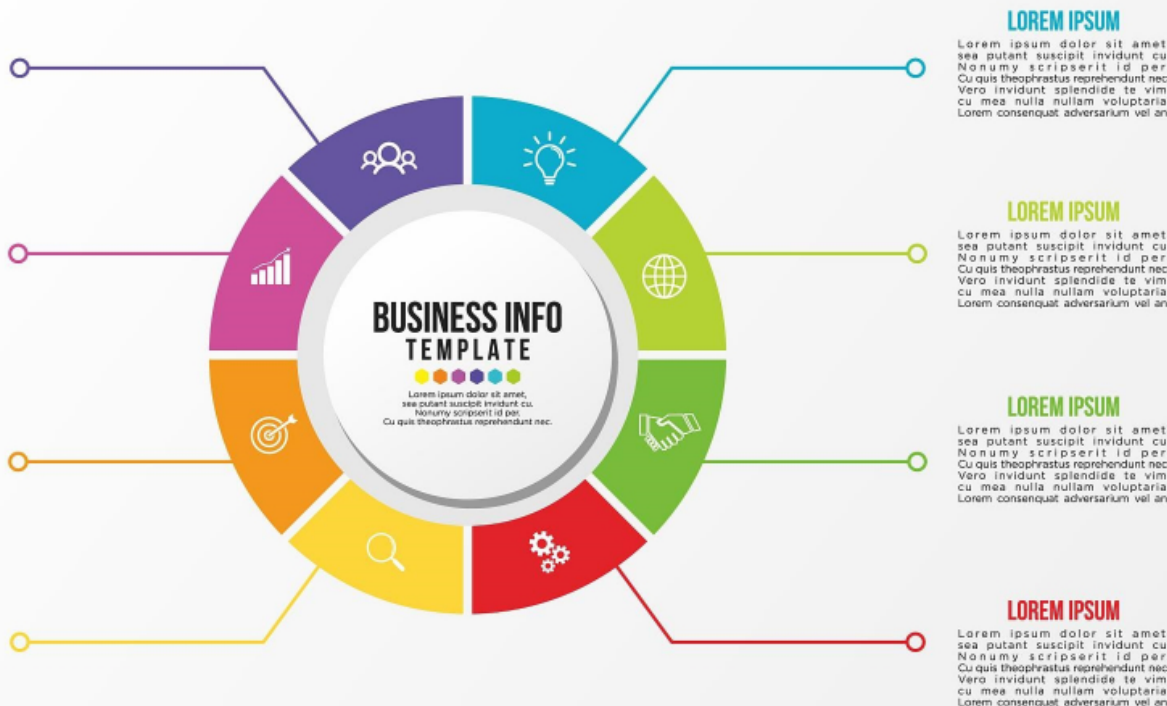 BUSINESS INFO
TEMPLATE
Lorem ipsum dolor sit amet,
sea putant suscipit invidunt cu.
Nonumy scripserit id per.
Cu quis theophrastus reprehendunt nec.
LOREM IPSUM
Lorem ipsum dolor sit amet
sea putant suscipit invidunt cu
Nonumy scripserit id per
Cu quis theophrastus reprehendunt nec
Vero invidunt splendide te vim
cu mea nulla nullam voluptaria
Lorem consenquat adversarium vel an
LOREM IPSUM
Lorem ipsum dolor sit amet
sea putant suscipit invidunt cu
Nonumy scripserit id per
Cu quis theophrastus reprehendunt nec
Vero invidunt splendide te vim
cu mea nulla nullam voluptaria
Lorem consenquat adversarium vel an
LOREM IPSUM
Lorem ipsum dolor sit amet
sea putant suscipit invidunt cu
Nonumy scripserit id per
Cu quis theophrastus reprehendunt nec
Vero invidunt splendide te vim
cu mea nulla nullam voluptaria
Lorem consenquat adversarium vel an
LOREM IPSUM
Lorem ipsum dolor sit amet
sea putant suscipit invidunt cu
Nonumy scripserit id per
Cu quis theophrastus reprehendunt nec
Vero invidunt splendide te vim
cu mea nulla nullam voluptaria
Lorem consenquat adversarium vel an